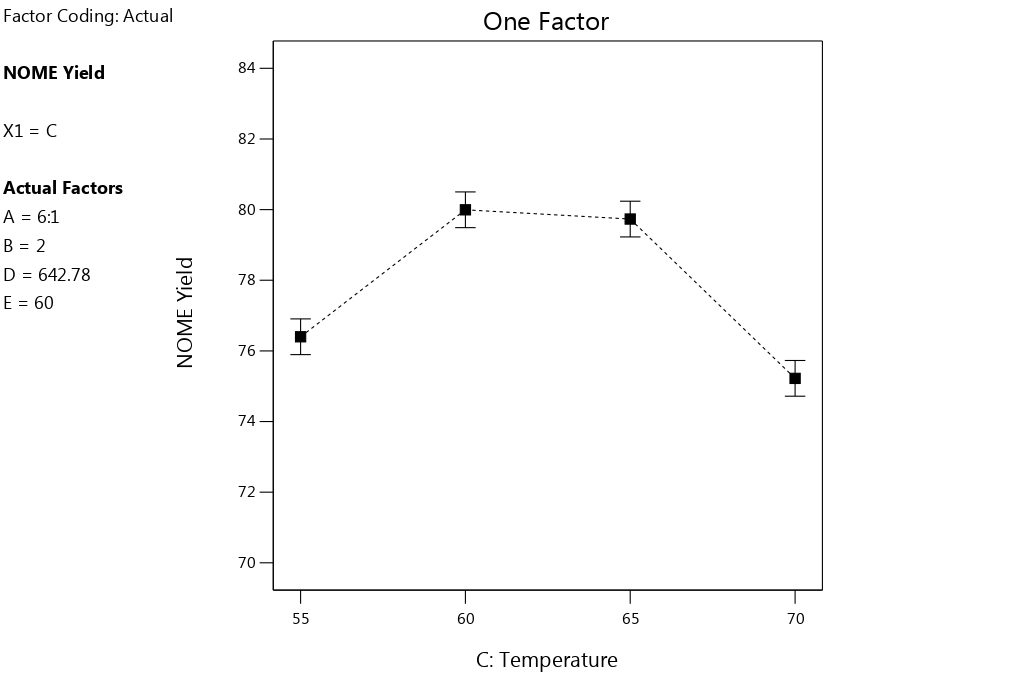 Factor Coding: Actual
One Factor
NOME Yield
X1 = C
Actual Factors
A = 6:1
B = 2
D = 642.78
E = 60
NOME Yield
84
82
80
78
76
74
72
70
55
60
65
70
C: Temperature